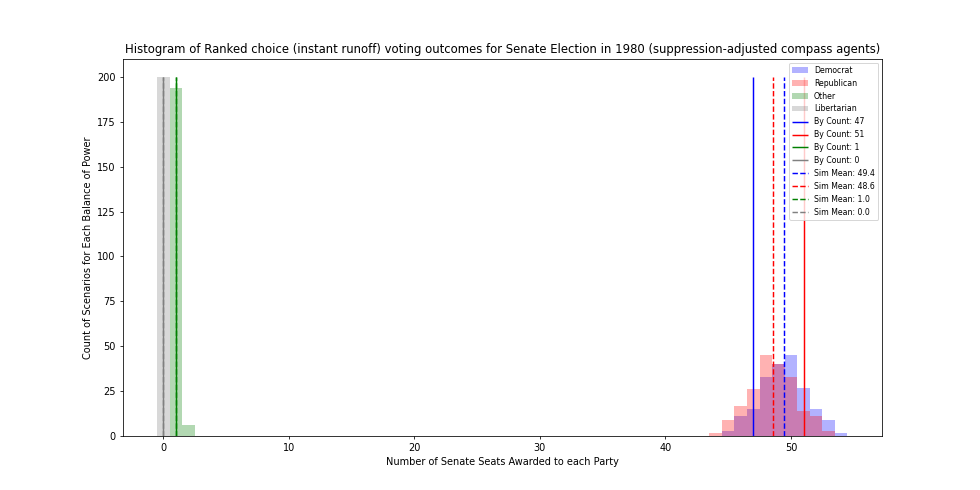 Histogram of Ranked choice (instant runoff) voting outcomes for Senate Election in 1980 (suppression-adjusted compass agents)
Count of Scenarios for Each Balance of Power
200
175
150
125
100
75
50
25
0
0
10
20
30
40
50
Number of Senate Seats Awarded to each Party
Democrat
Republican
Other
Libertarian
By Count: 47
By Count: 51
By Count: 1
By Count: 0
Sim Mean: 49.4
Sim Mean: 48.6
Sim Mean: 1.0
Sim Mean: 0.0